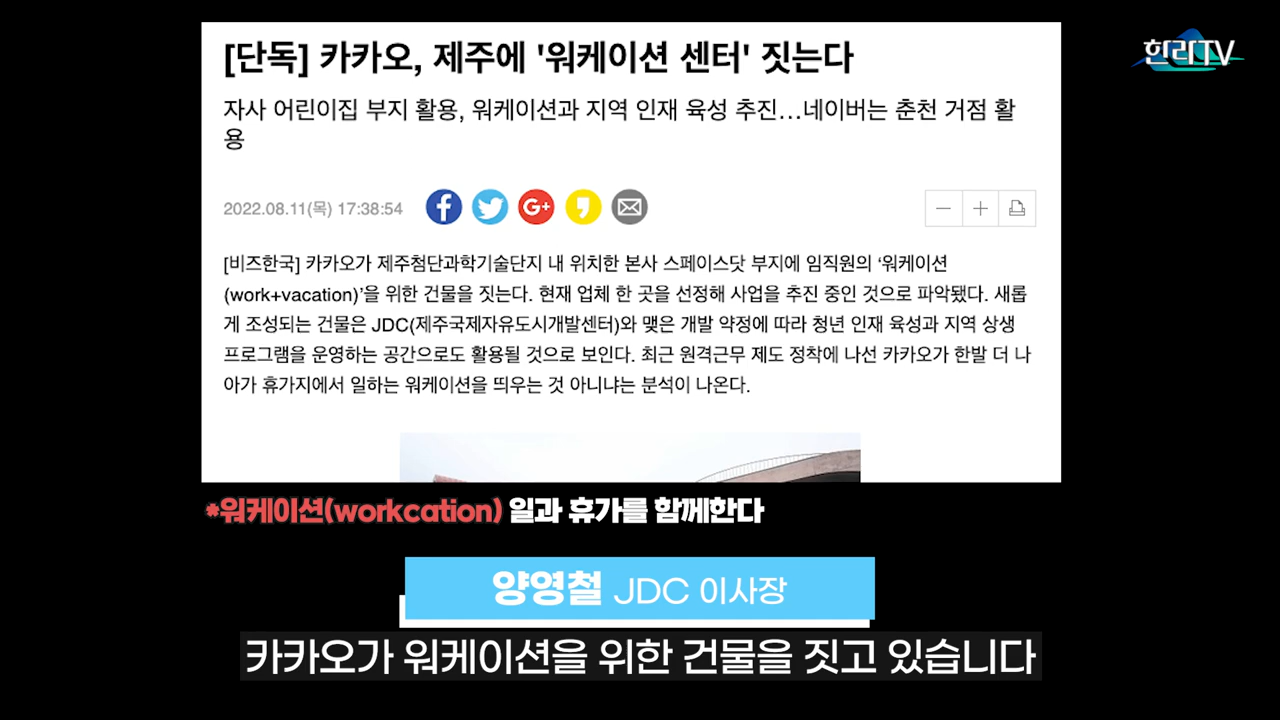 [단독] 카카오, 제주에 '워케이션 센터' 짓는다
한라TV
자사 어린이집 부지 활용, 워케이션과 지역 인재 육성 추진…네이버는 춘천 거점 활
용
2022.08.11(목) 17:38:54
[비즈한국] 카카오가 제주첨단과학기술단지 내 위치한 본사 스페이스닷 부지에 임직원의 ‘워케이션
(work+vacation)’을 위한 건물을 짓는다. 현재 업체 한 곳을 선정해 사업을 추진 중인 것으로 파악됐다. 새롭
게 조성되는 건물은 JDC(제주국제자유도시개발센터)와 맺은 개발 약정에 따라 청년 인재 육성과 지역 상생
프로그램을 운영하는 공간으로도 활용될 것으로 보인다. 최근 원격근무 제도 정착에 나선 카카오가 한발 더 나
아가 휴가지에서 일하는 워케이션을 띄우는 것 아니냐는 분석이 나온다.
*워케이션(workcation) 일과 휴가를 함께한다
양영철 JDC 이사장
카카오가 워케이션을 위한 건물을 짓고 있습니다